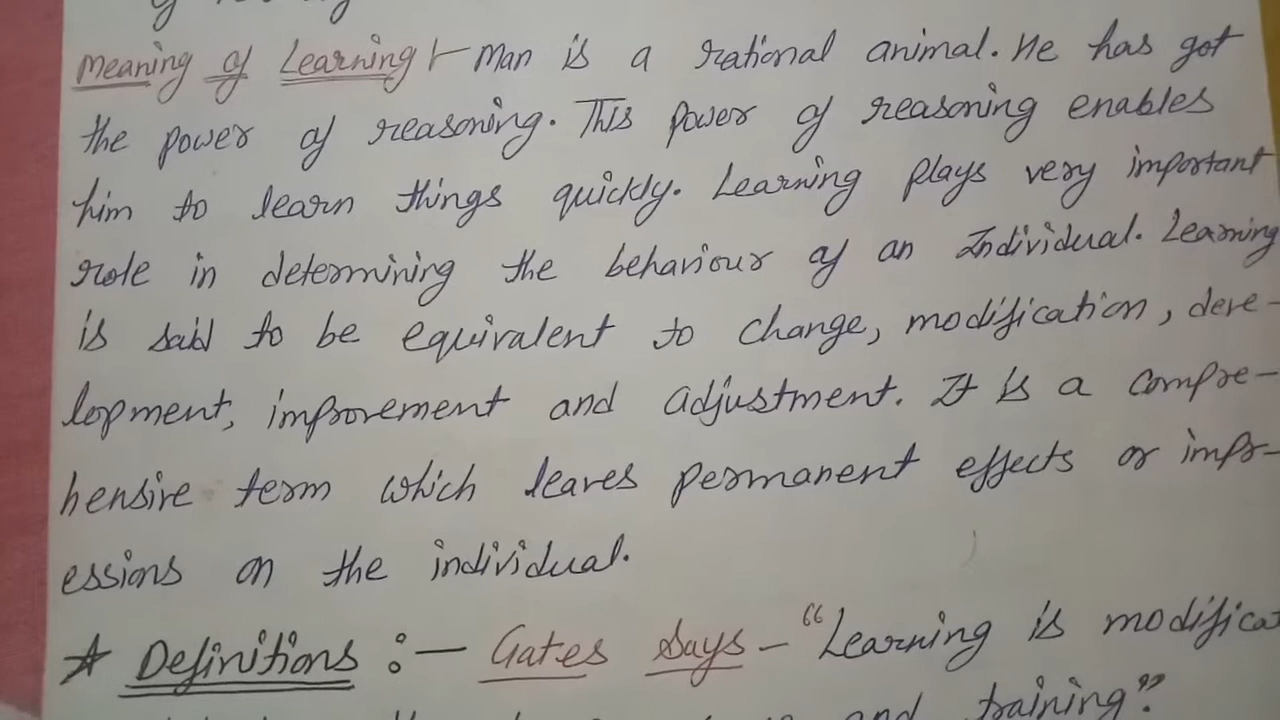 Meaning of Learning :- Man is a rational animal. He has got
the power of reasoning. This power of reasoning enables
him to learn things quickly. Learning plays very important
role in determining the behaviour of an Individual. Learning
is said to be equivalent to change, modification, deve-
lopment, improvement and adjustment. It is a compre-
hensive term which leaves permanent effects or impr-
essions on the individual.
* Definitions :- Gates Says - "Learning is modifica
and training"